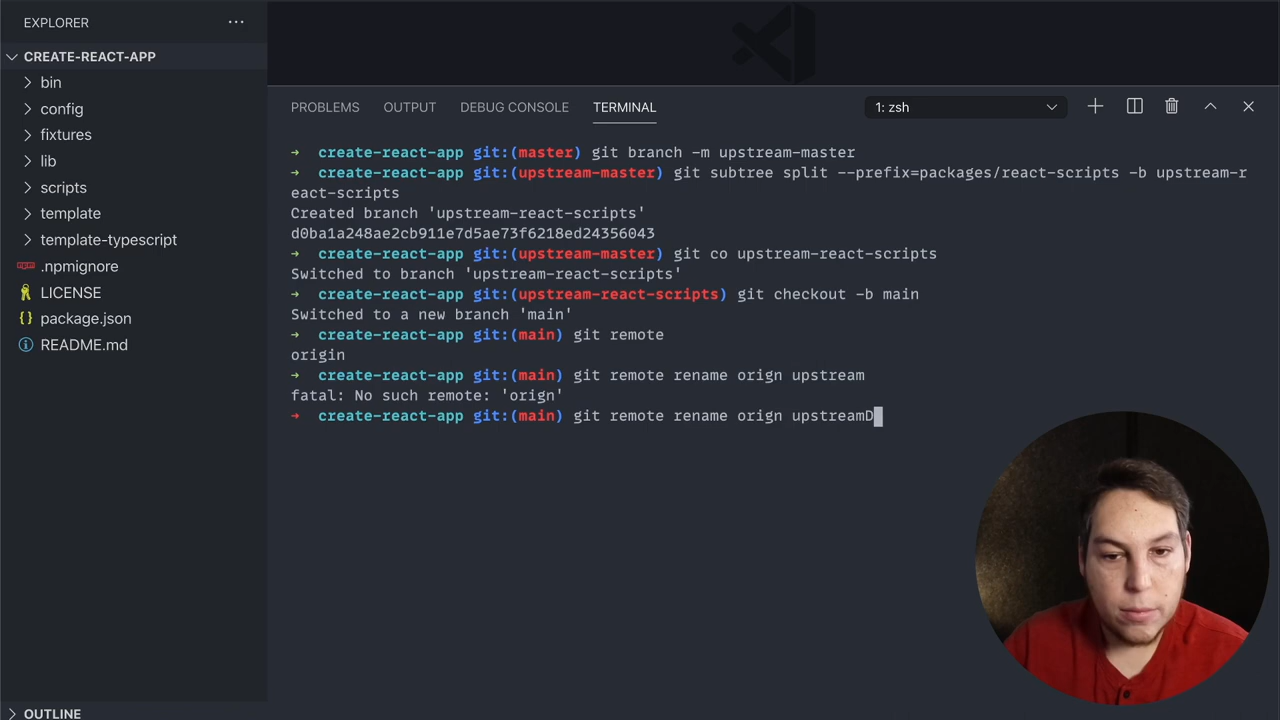 EXPLORER ···
CREATE-REACT-APP
bin
config
fixtures
lib
scripts
template
template-typescript
.npmignore
LICENSE
package.json
README.md
OUTLINE
PROBLEMS OUTPUT DEBUG CONSOLE TERMINAL 1: zsh
→ create-react-app git:(master) git branch -m upstream-master
→ create-react-app git:(upstream-master) git subtree split --prefix=packages/react-scripts -b upstream-r
eact-scripts
Created branch 'upstream-react-scripts'
d0ba1a248ae2cb911e7d5ae73f6218ed24356043
→ create-react-app git:(upstream-master) git co upstream-react-scripts
Switched to branch 'upstream-react-scripts'
→ create-react-app git:(upstream-react-scripts) git checkout -b main
Switched to a new branch 'main'
→ create-react-app git:(main) git remote
origin
→ create-react-app git:(main) git remote rename orign upstream
fatal: No such remote: 'orign'
→ create-react-app git:(main) git remote rename orign upstreamD